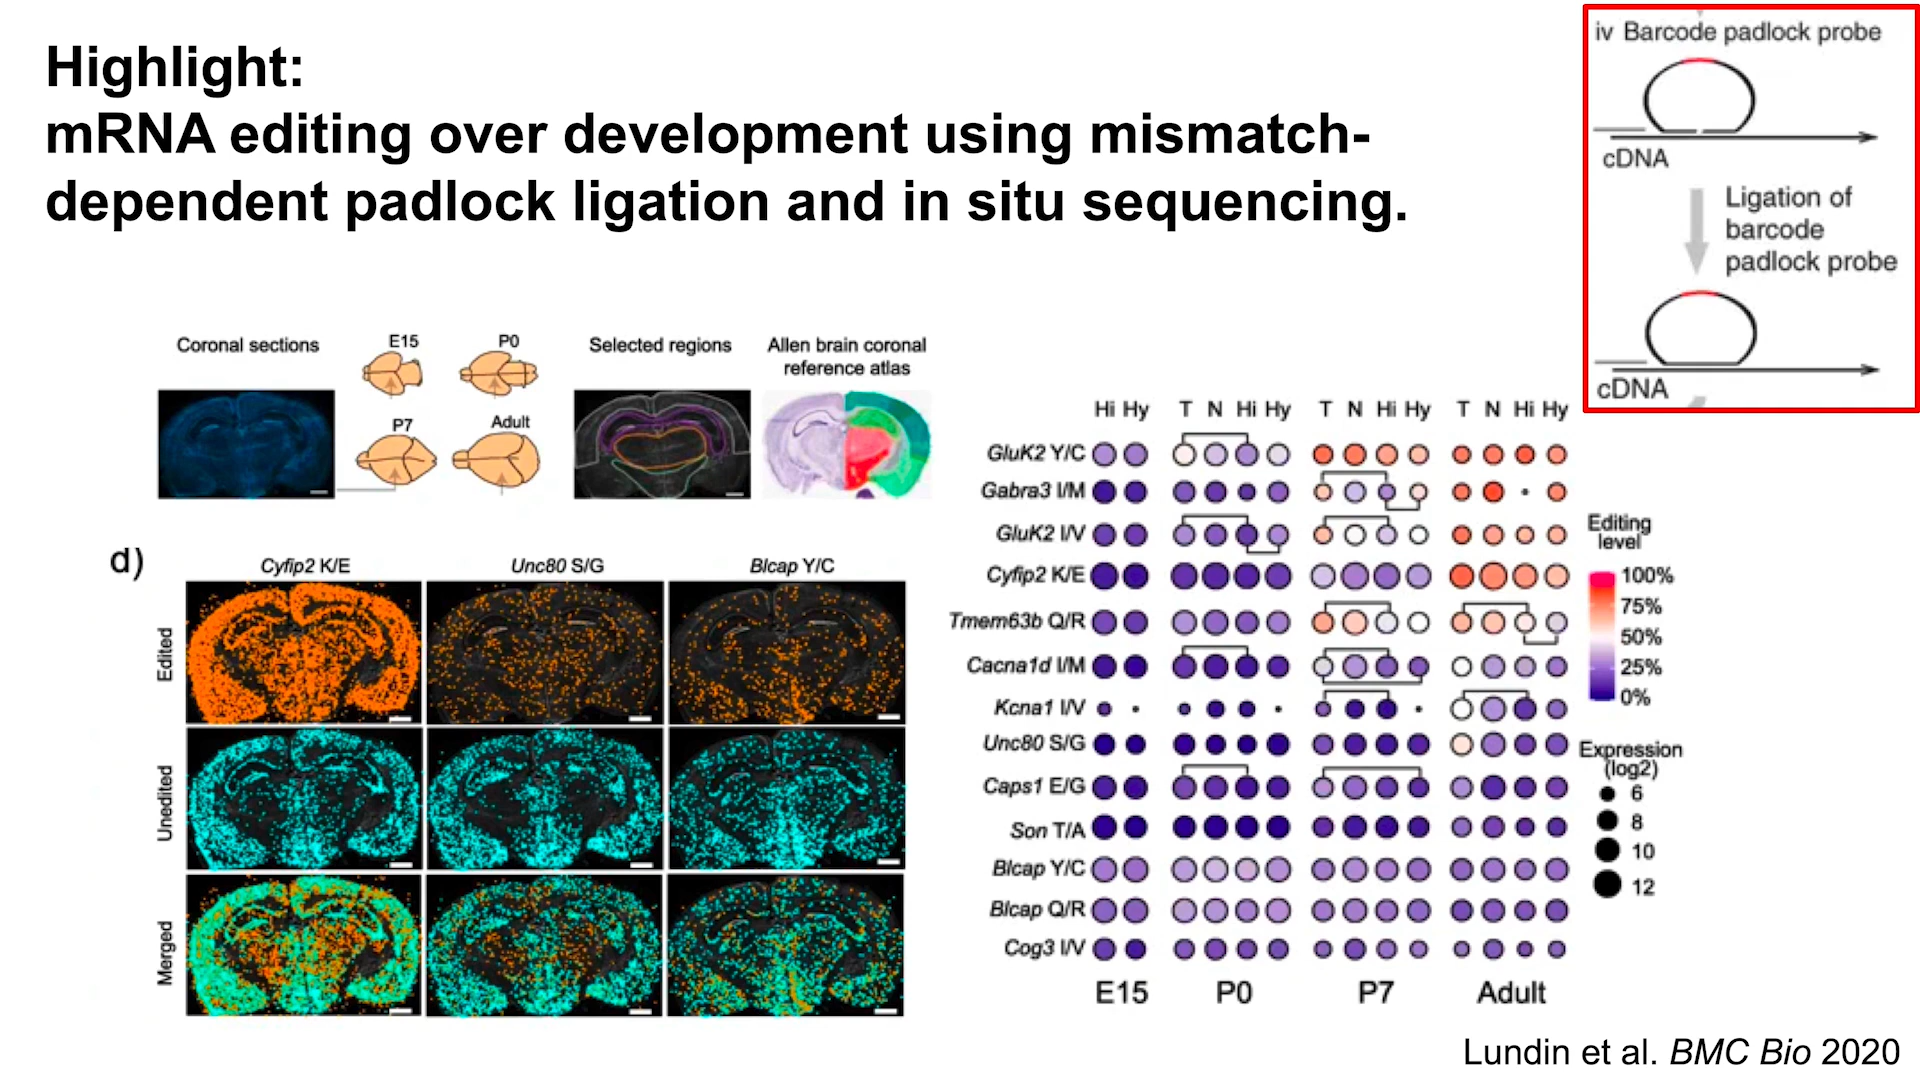 Highlight:
mRNA editing over development using mismatch-
dependent padlock ligation and in situ sequencing.
iv Barcode padlock probe
cDNA
Ligation of
barcode
padlock probe
cDNA
Coronal sections
E15
P0
P7
Adult
Selected regions
Allen brain coronal
reference atlas
d)
Cyfip2 K/E
Unc80 S/G
Blcap Y/C
Edited
Unedited
Merged
Hi Hy T N Hi Hy T N Hi Hy T N Hi Hy
GluK2 Y/C
Gabra3 I/M
GluK2 I/V
Cyfip2 K/E
Tmem63b Q/R
Cacna1d I/M
Kcna1 I/V
Unc80 S/G
Caps1 E/G
Son T/A
Blcap Y/C
Blcap Q/R
Cog3 I/V
E15 P0 P7 Adult
Editing
level
100%
75%
50%
25%
0%
Expression
(log2)
6
8
10
12
Lundin et al. BMC Bio 2020